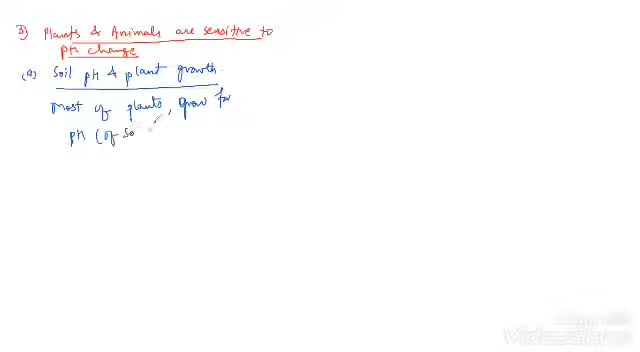 3) Plants & Animals are sensitive to
pH change
(a) Soil pH & plant growth.
Most of plants, grow for
pH (of so